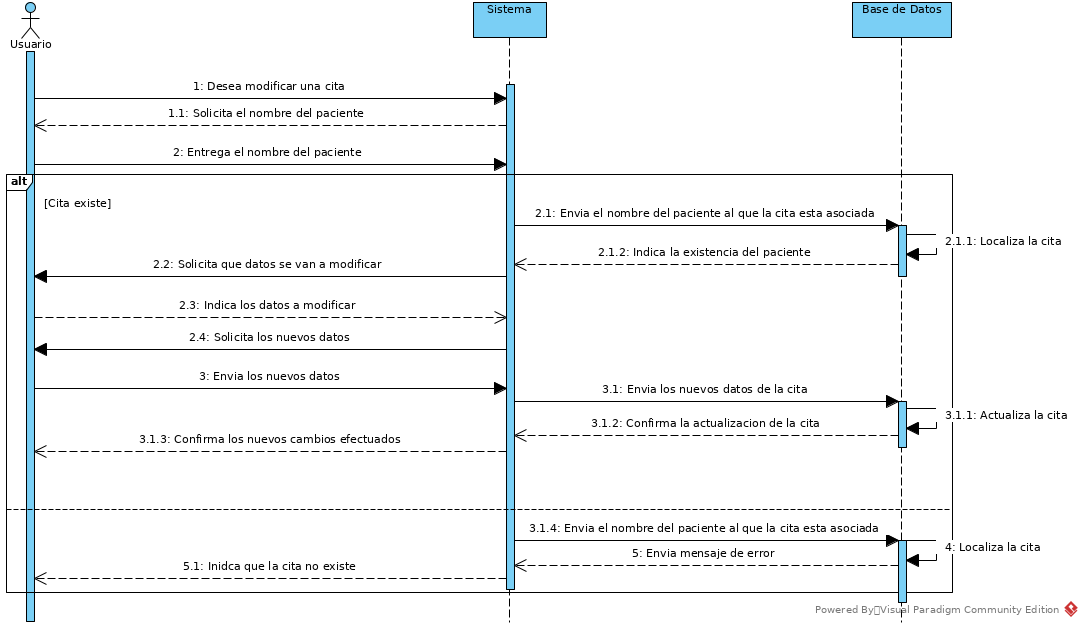 Usuario
Sistema
Base de Datos
1: Desea modificar una cita
1.1: Solicita el nombre del paciente
2: Entrega el nombre del paciente
alt
[Cita existe]
2.1: Envia el nombre del paciente al que la cita esta asociada
2.1.1: Localiza la cita
2.1.2: Indica la existencia del paciente
2.2: Solicita que datos se van a modificar
2.3: Indica los datos a modificar
2.4: Solicita los nuevos datos
3: Envia los nuevos datos
3.1: Envia los nuevos datos de la cita
3.1.1: Actualiza la cita
3.1.2: Confirma la actualizacion de la cita
3.1.3: Confirma los nuevos cambios efectuados
3.1.4: Envia el nombre del paciente al que la cita esta asociada
4: Localiza la cita
5: Envia mensaje de error
5.1: Inidca que la cita no existe
Powered By Visual Paradigm Community Edition